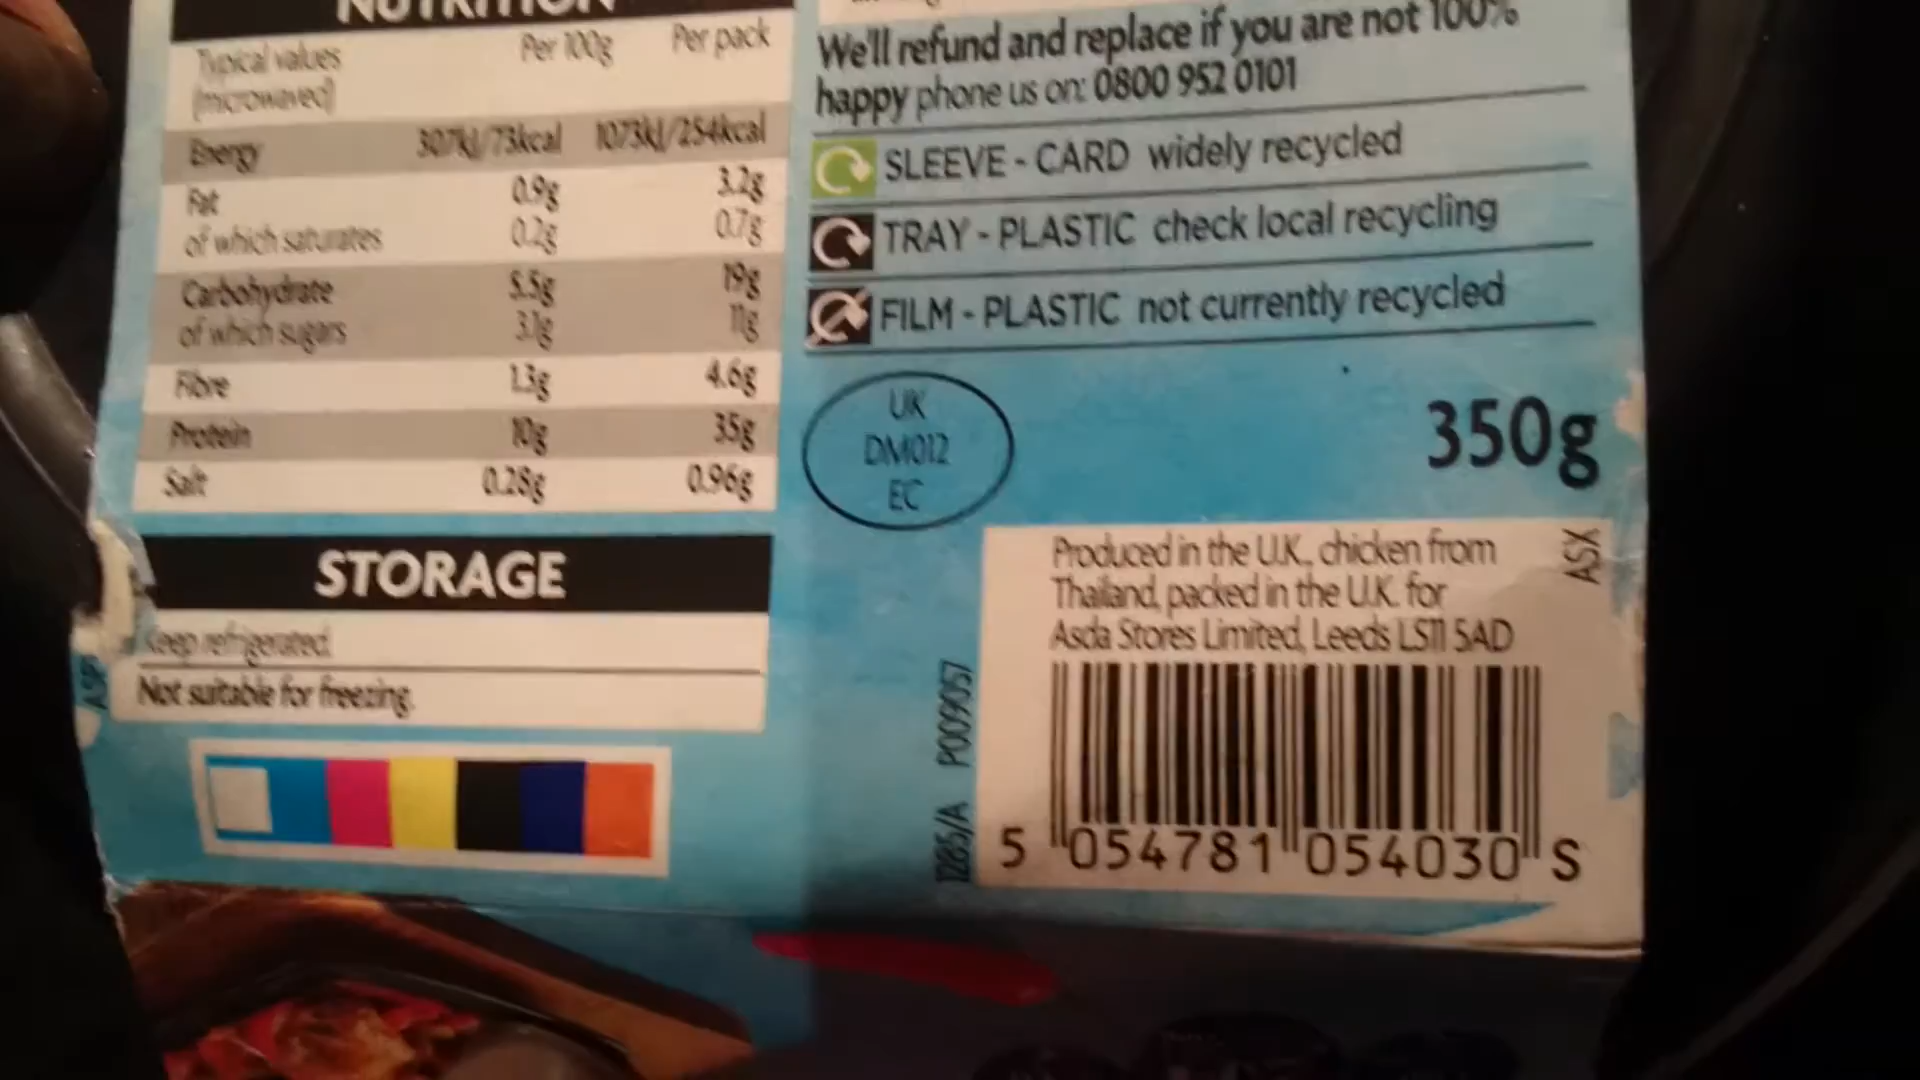 NUTRITION
Typical values
(microwaved)
Per 100g
Per pack
Energy 307kJ/73kcal 1073kJ/254kcal
Fat 0.9g 3.2g
of which saturates 0.2g 0.7g
Carbohydrate 5.5g 19g
of which sugars 3.1g 11g
Fibre 1.3g 4.6g
Protein 10g 35g
Salt 0.28g 0.96g
STORAGE
Keep refrigerated.
Not suitable for freezing.
We'll refund and replace if you are not 100%
happy phone us on: 0800 952 0101
SLEEVE - CARD widely recycled
TRAY - PLASTIC check local recycling
FILM - PLASTIC not currently recycled
UK
DM012
EC
350g
Produced in the U.K., chicken from
Thailand, packed in the U.K. for
Asda Stores Limited, Leeds LS11 5AD
ASX
1285/A P009057
5 054781 054030 S